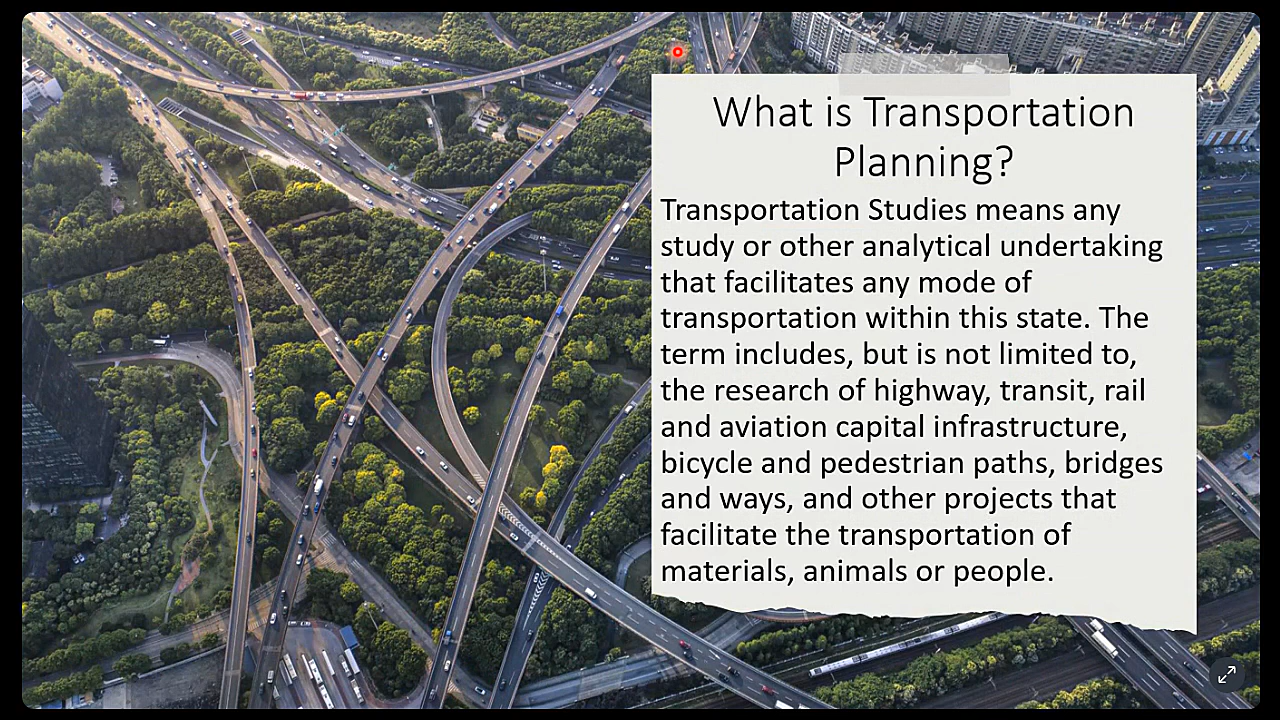 What is Transportation
Planning?
Transportation Studies means any
study or other analytical undertaking
that facilitates any mode of
transportation within this state. The
term includes, but is not limited to,
the research of highway, transit, rail
and aviation capital infrastructure,
bicycle and pedestrian paths, bridges
and ways, and other projects that
facilitate the transportation of
materials, animals or people.